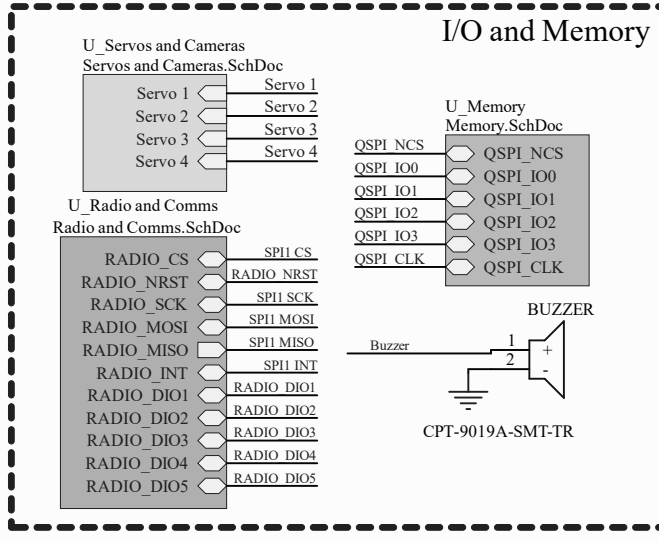 I/O and Memory
U_Servos and Cameras
Servos and Cameras.SchDoc
Servo 1 Servo 1
Servo 2 Servo 2
Servo 3 Servo 3
Servo 4 Servo 4
U_Radio and Comms
Radio and Comms.SchDoc
RADIO_CS SPI1 CS
RADIO_NRST RADIO_NRST
RADIO_SCK SPI1 SCK
RADIO_MOSI SPI1 MOSI
RADIO_MISO SPI1 MISO
RADIO_INT SPI1 INT
RADIO_DIO1 RADIO_DIO1
RADIO_DIO2 RADIO_DIO2
RADIO_DIO3 RADIO_DIO3
RADIO_DIO4 RADIO_DIO4
RADIO_DIO5 RADIO_DIO5
U_Memory
Memory.SchDoc
QSPI_NCS QSPI_NCS
QSPI_IO0 QSPI_IO0
QSPI_IO1 QSPI_IO1
QSPI_IO2 QSPI_IO2
QSPI_IO3 QSPI_IO3
QSPI_CLK QSPI_CLK
BUZZER
Buzzer 1 +
2 -
CPT-9019A-SMT-TR